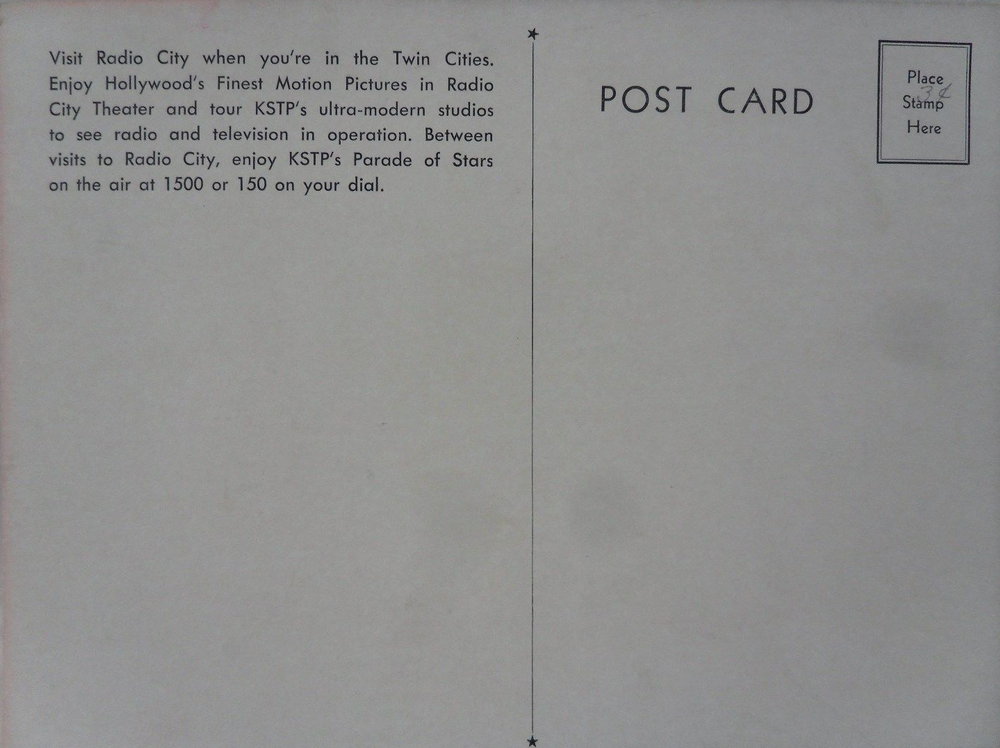 Visit Radio City when you're in the Twin Cities.
Enjoy Hollywood's Finest Motion Pictures in Radio
City Theater and tour KSTP's ultra-modern studios
to see radio and television in operation. Between
visits to Radio City, enjoy KSTP's Parade of Stars
on the air at 1500 or 150 on your dial.
POST CARD
Place
3¢
Stamp
Here